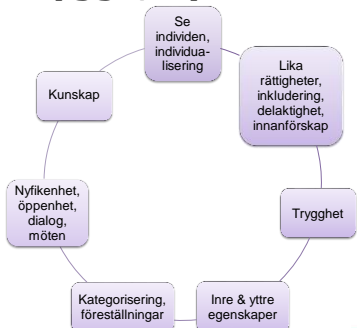 Se
individen,
individua-
lisering
Lika
rättigheter,
inkludering,
delaktighet,
innanförskap
Trygghet
Inre & yttre
egenskaper
Kategorisering,
föreställningar
Nyfikenhet,
öppenhet,
dialog,
möten
Kunskap